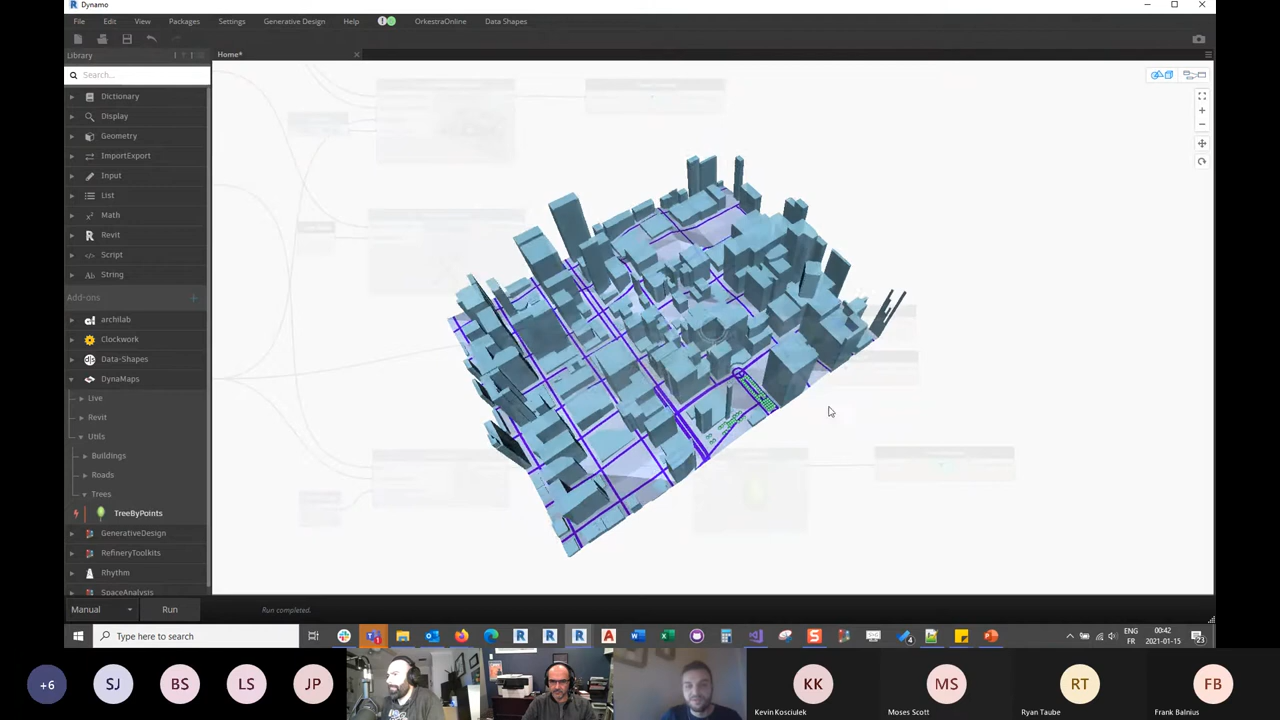 Dynamo
File Edit View Packages Settings Generative Design Help ! OrkestraOnline Data Shapes
Library
Home*
Search...
Dictionary
Display
Geometry
ImportExport
Input
List
Math
Revit
Script
String
Add-ons
archilab
Clockwork
Data-Shapes
DynaMaps
Live
Revit
Utils
Buildings
Roads
Trees
TreeByPoints
GenerativeDesign
RefineryToolkits
Rhythm
SpaceAnalysis
Manual Run Run completed.
Type here to search
ENG
FR
00:42
2021-01-15
23
+6 SJ BS LS JP KK MS RT FB
Kevin Kosciulek Moses Scott Ryan Taube Frank Balnius